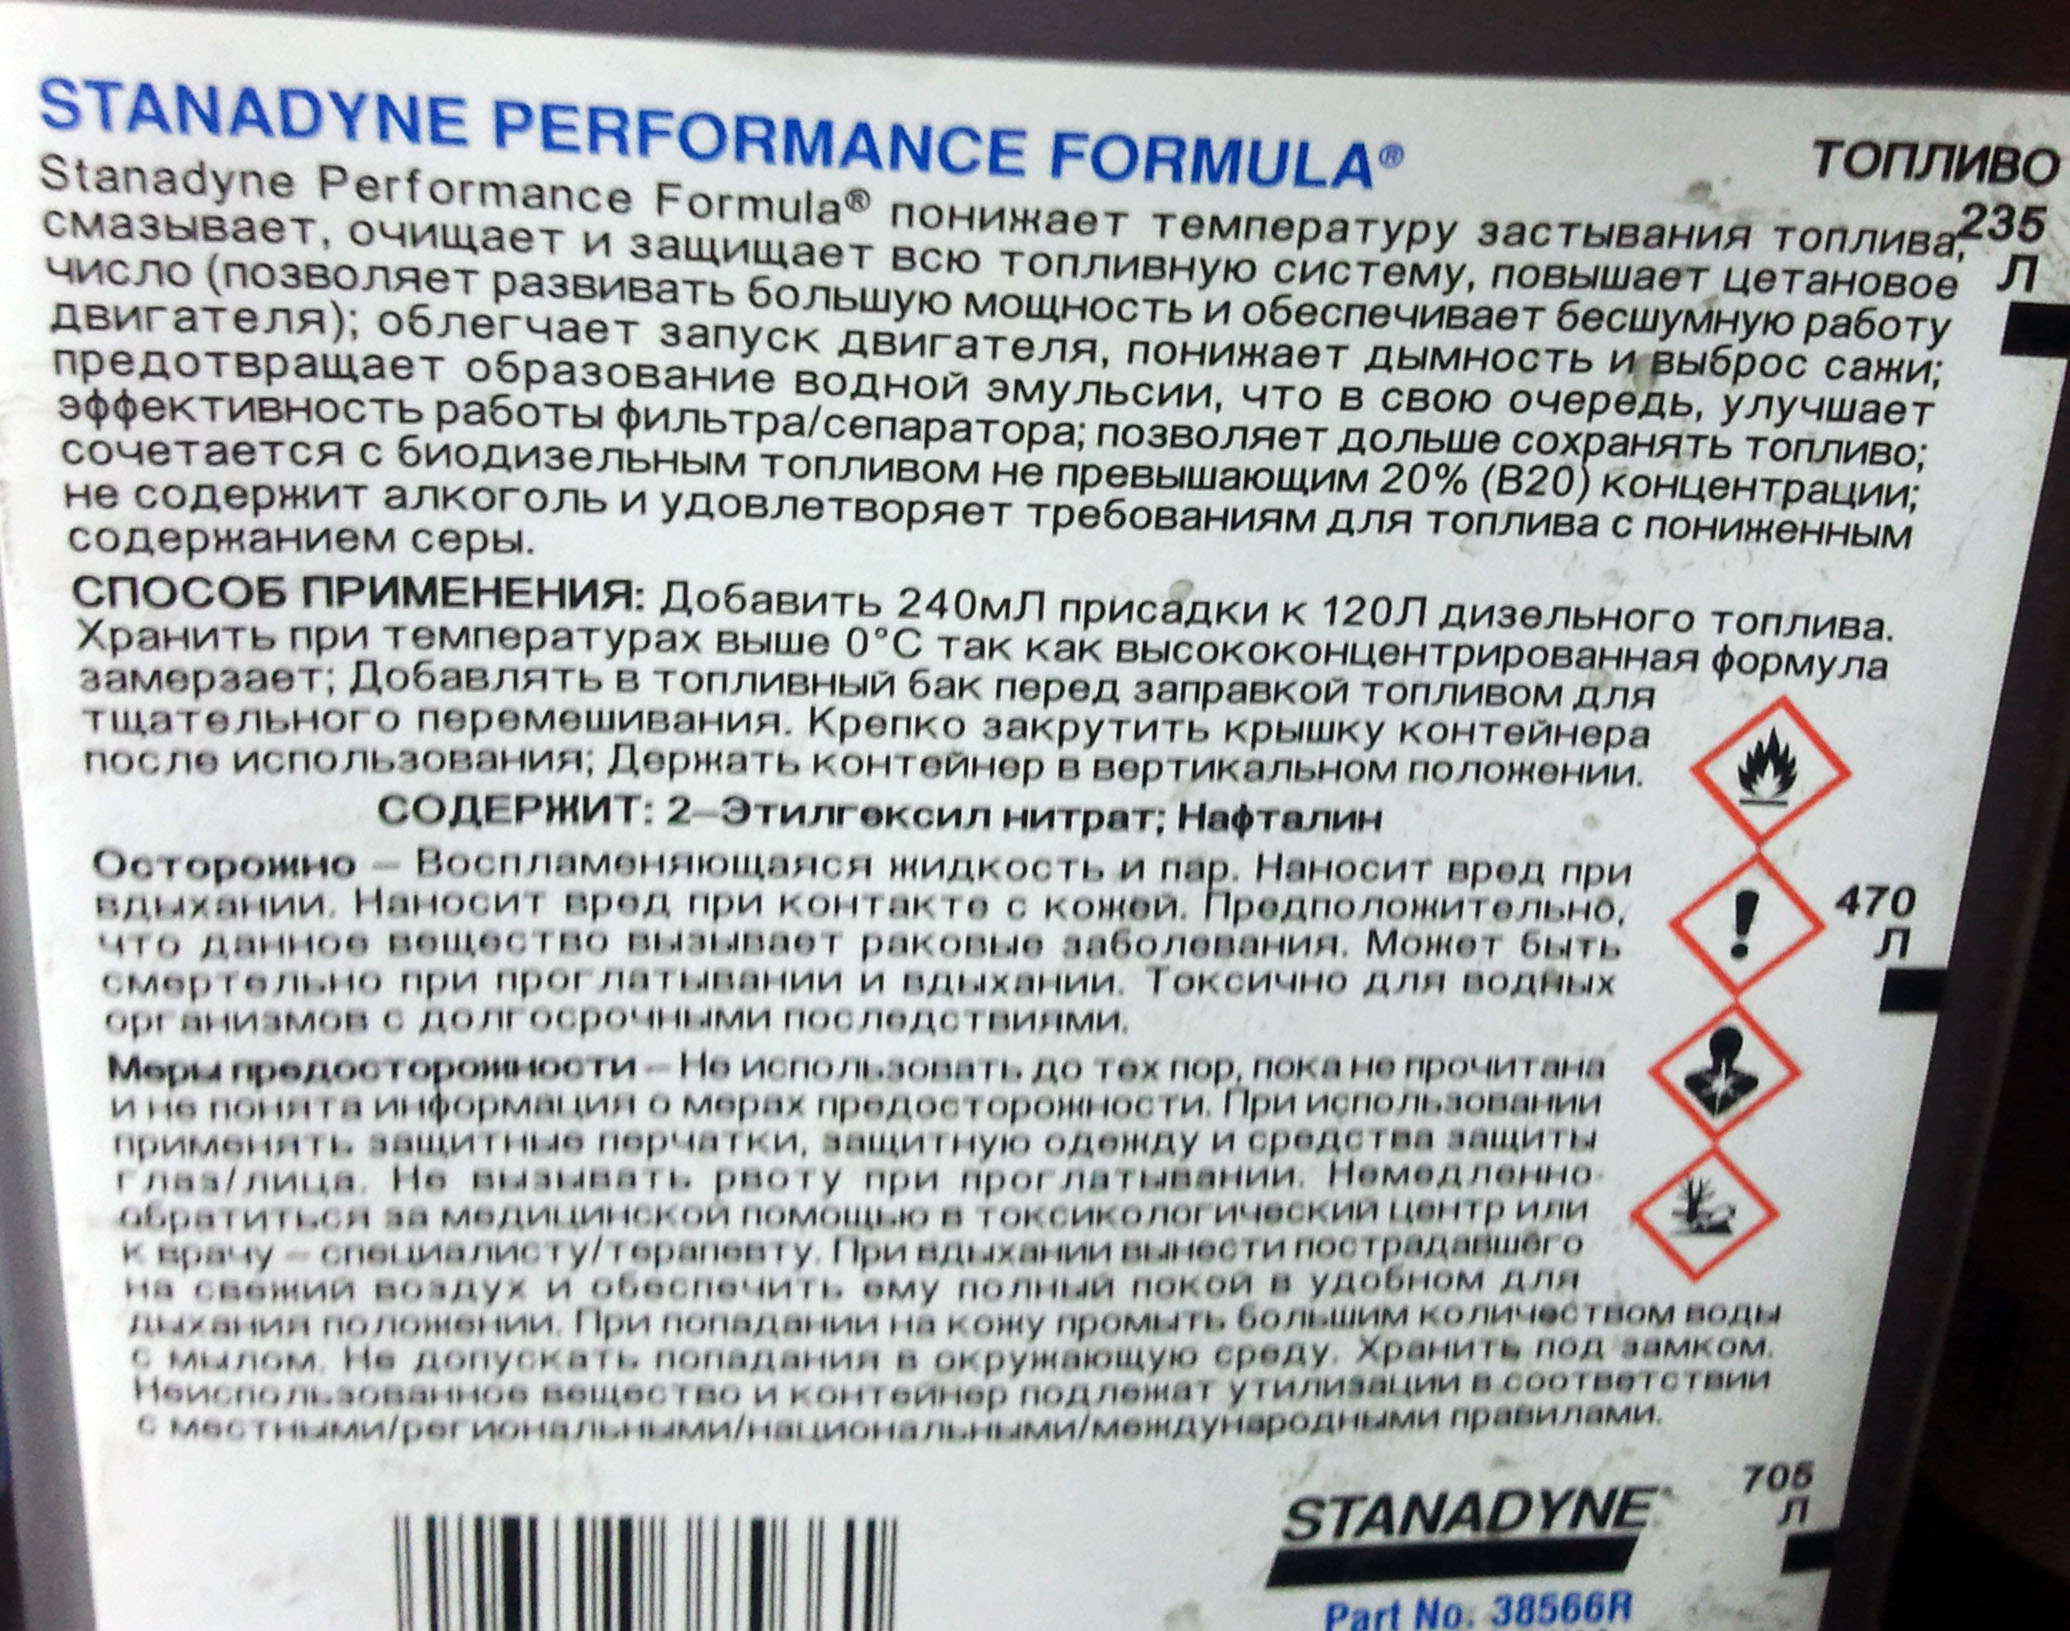 STANADYNE PERFORMANCE FORMULA®
ТОПЛИВО
Stanadyne Performance Formula® понижает температуру застывания топлива,
235
смазывает, очищает и защищает всю топливную систему, повышает цетановое
Л
число (позволяет развивать большую мощность и обеспечивает бесшумную работу
двигателя); облегчает запуск двигателя, понижает дымность и выброс сажи;
предотвращает образование водной эмульсии, что в свою очередь, улучшает
эффективность работы фильтра/сепаратора; позволяет дольше сохранять топливо;
сочетается с биодизельным топливом не превышающим 20% (B20) концентрации;
не содержит алкоголь и удовлетворяет требованиям для топлива с пониженным
содержанием серы.
СПОСОБ ПРИМЕНЕНИЯ: Добавить 240мЛ присадки к 120Л дизельного топлива.
Хранить при температурах выше 0°C так как высококонцентрированная формула
замерзает; Добавлять в топливный бак перед заправкой топливом для
тщательного перемешивания. Крепко закрутить крышку контейнера
после использования; Держать контейнер в вертикальном положении.
СОДЕРЖИТ: 2–Этилгексил нитрат; Нафталин
Осторожно – Воспламеняющаяся жидкость и пар. Наносит вред при
вдыхании. Наносит вред при контакте с кожей. Предположительно,
что данное вещество вызывает раковые заболевания. Может быть
смертельно при проглатывании и вдыхании. Токсично для водных
организмов с долгосрочными последствиями.
470
Л
Меры предосторожности – Не использовать до тех пор, пока не прочитана
и не понята информация о мерах предосторожности. При использовании
применять защитные перчатки, защитную одежду и средства защиты
глаз/лица. Не вызывать рвоту при проглатывании. Немедленно
обратиться за медицинской помощью в токсикологический центр или
к врачу – специалисту/терапевту. При вдыхании вынести пострадавшего
на свежий воздух и обеспечить ему полный покой в удобном для
дыхания положении. При попадании на кожу промыть большим количеством воды
с мылом. Не допускать попадания в окружающую среду. Хранить под замком.
Неиспользованное вещество и контейнер подлежат утилизации в соответствии
с местными/региональными/национальными/международными правилами.
705
Л
STANADYNE
Part No. 38566R